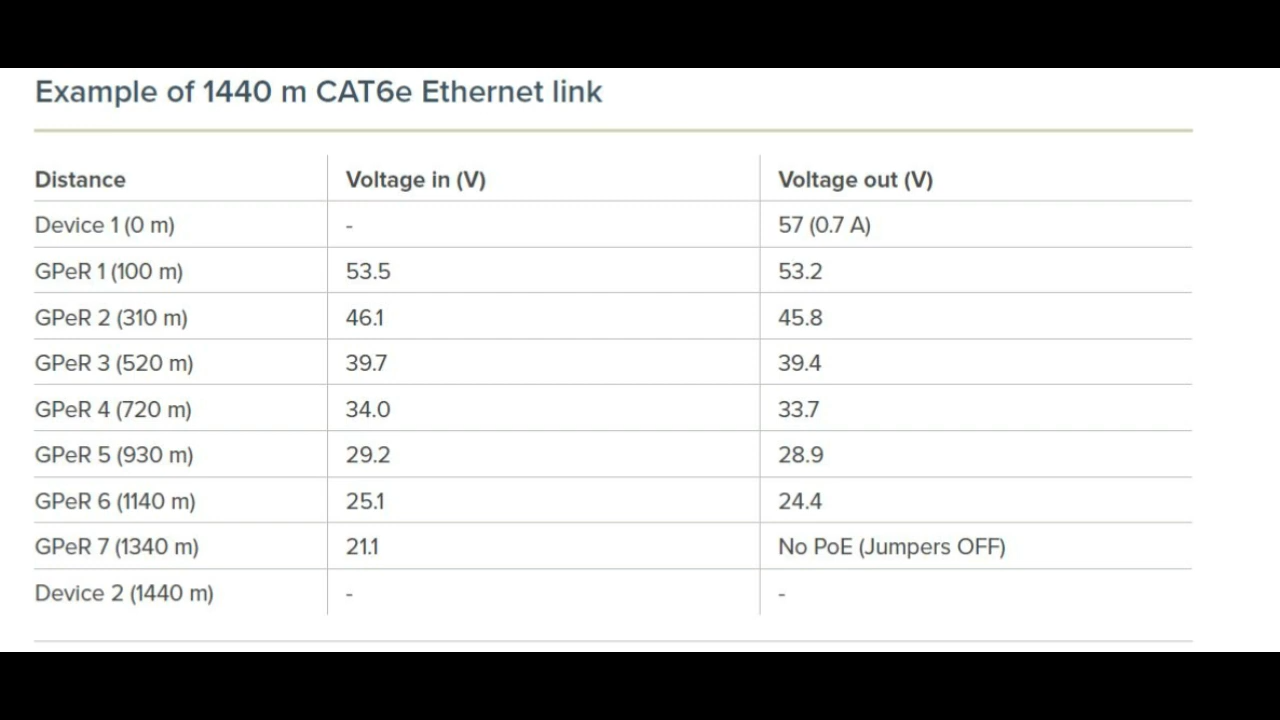 Example of 1440 m CAT6e Ethernet link
Distance Voltage in (V) Voltage out (V)
Device 1 (0 m) - 57 (0.7 A)
GPeR 1 (100 m) 53.5 53.2
GPeR 2 (310 m) 46.1 45.8
GPeR 3 (520 m) 39.7 39.4
GPeR 4 (720 m) 34.0 33.7
GPeR 5 (930 m) 29.2 28.9
GPeR 6 (1140 m) 25.1 24.4
GPeR 7 (1340 m) 21.1 No PoE (Jumpers OFF)
Device 2 (1440 m) - -